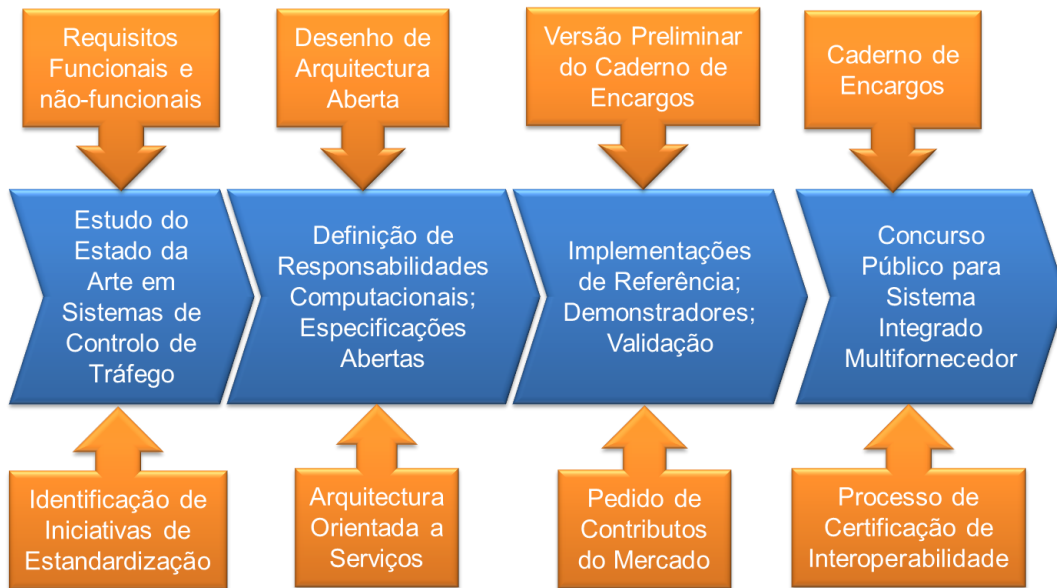 Requisitos
Funcionais e
não-funcionais
Desenho de
Arquitectura
Aberta
Versão Preliminar
do Caderno de
Encargos
Caderno de
Encargos
Estudo do
Estado da
Arte em
Sistemas de
Controlo de
Tráfego
Definição de
Responsabilidades
Computacionais;
Especificações
Abertas
Implementações
de Referência;
Demonstradores;
Validação
Concurso
Público para
Sistema
Integrado
Multifornecedor
Identificação de
Iniciativas de
Estandardização
Arquitectura
Orientada a
Serviços
Pedido de
Contributos
do Mercado
Processo de
Certificação de
Interoperabilidade